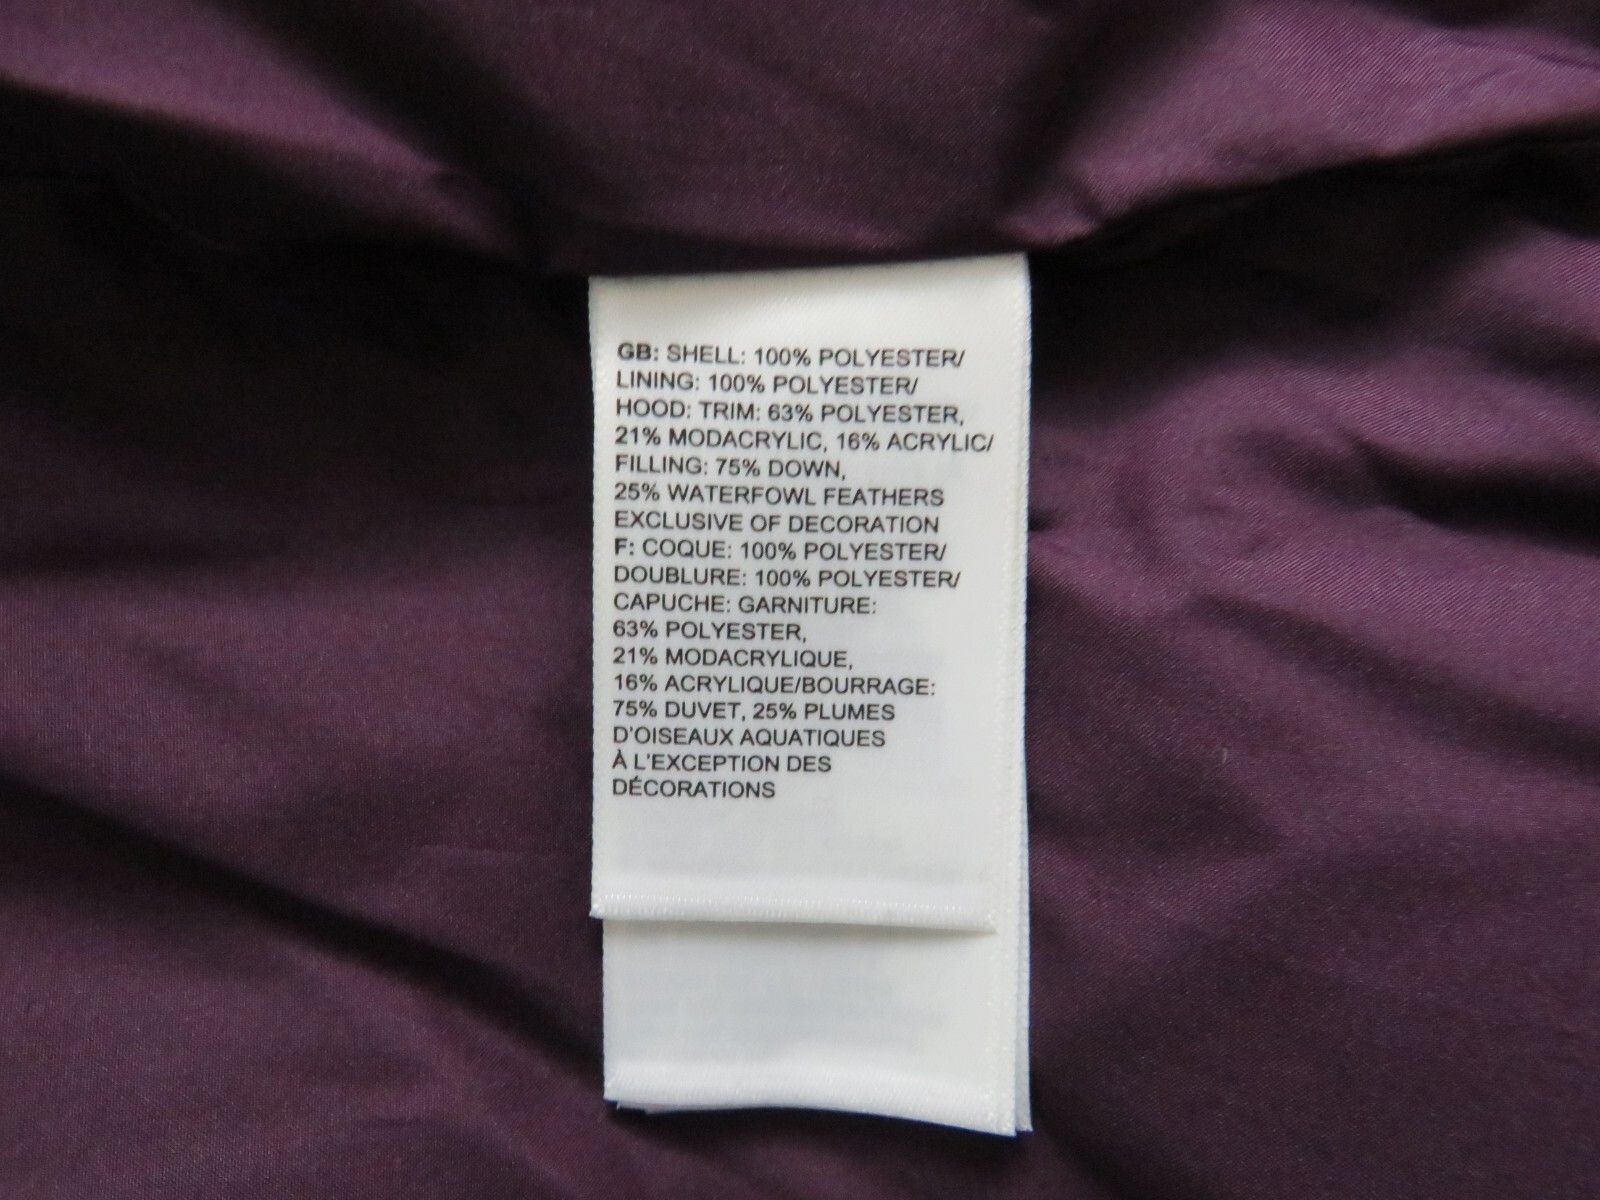 GB: SHELL: 100% POLYESTER/
LINING: 100% POLYESTER/
HOOD: TRIM: 63% POLYESTER,
21% MODACRYLIC, 16% ACRYLIC/
FILLING: 75% DOWN,
25% WATERFOWL FEATHERS
EXCLUSIVE OF DECORATION
F: COQUE: 100% POLYESTER/
DOUBLURE: 100% POLYESTER/
CAPUCHE: GARNITURE:
63% POLYESTER,
21% MODACRYLIQUE,
16% ACRYLIQUE/BOURRAGE:
75% DUVET, 25% PLUMES
D'OISEAUX AQUATIQUES
À L'EXCEPTION DES
DÉCORATIONS